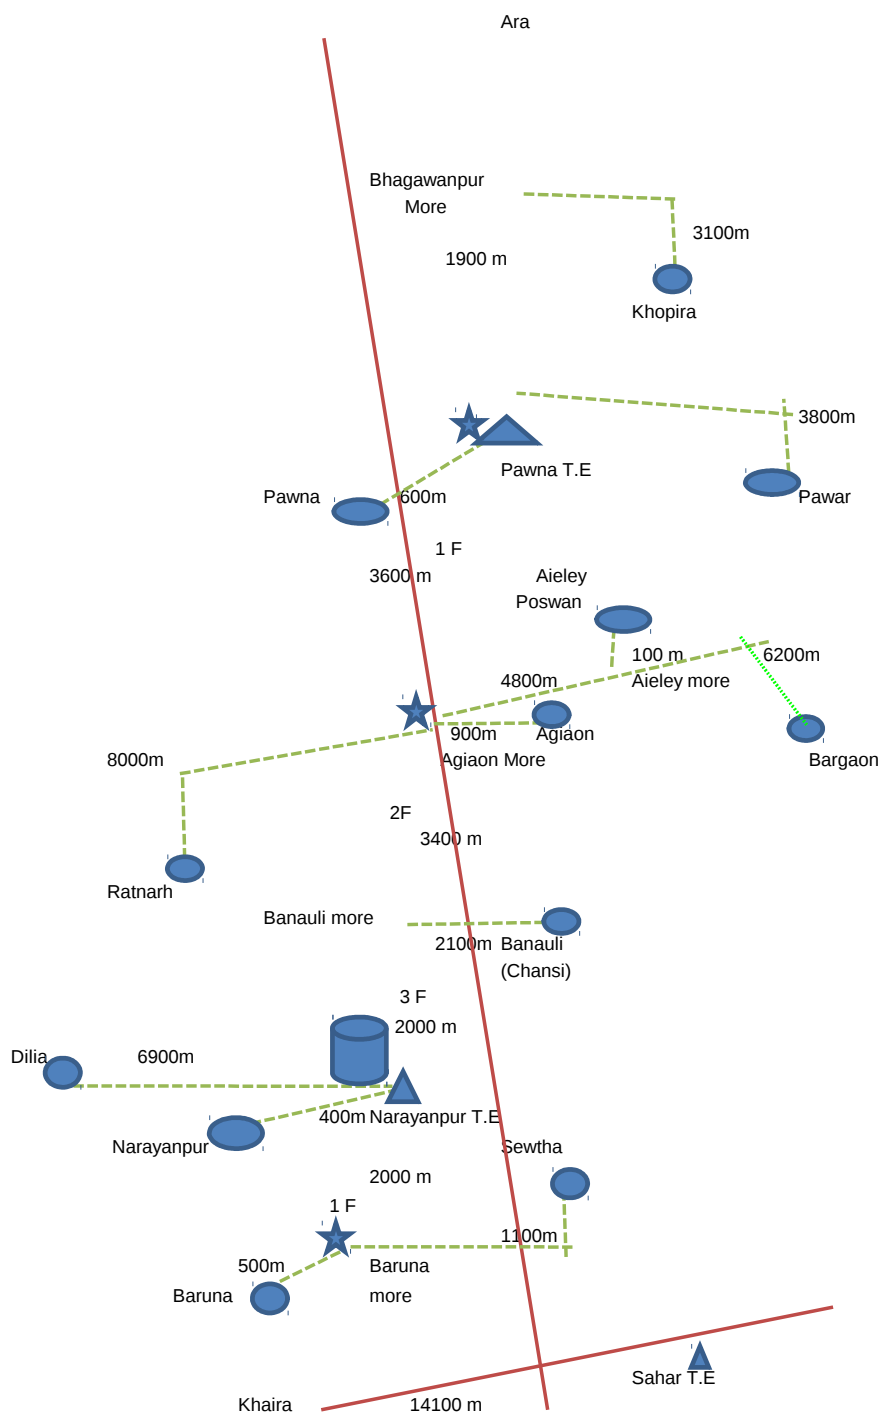 Ara
Bhagawanpur
More
3100m
1900 m
Khopira
3800m
Pawna T.E
Pawna
600m
Pawar
1 F
3600 m
Aieley
Poswan
100 m
6200m
4800m
Aieley more
900m
Agiaon
8000m
Agiaon More
Bargaon
2F
3400 m
Ratnarh
Banauli more
2100m
Banauli
(Chansi)
3 F
2000 m
Dilia
6900m
400m
Narayanpur T.E
Narayanpur
Sewtha
2000 m
1 F
1100m
500m
Baruna
more
Baruna
Sahar T.E
Khaira
14100 m